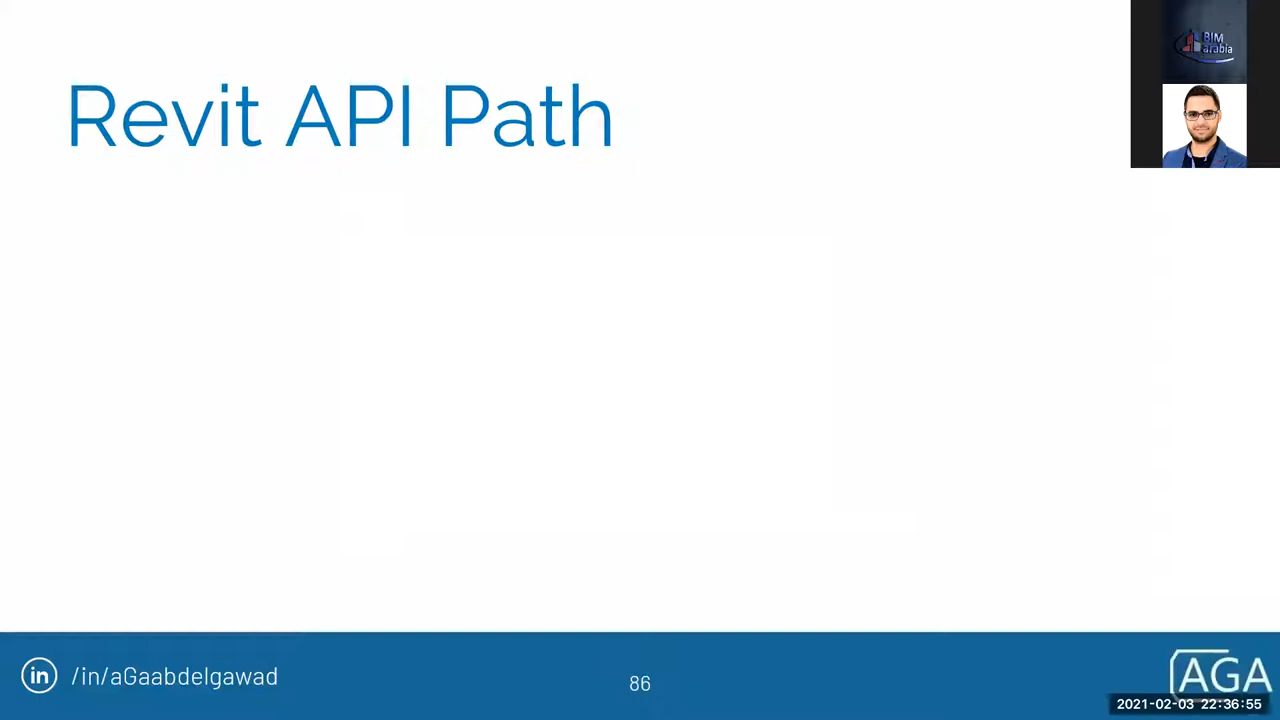 Revit API Path
BIM
arabia
/in/aGaabdelgawad
86
AGA
2021-02-03 22:36:55